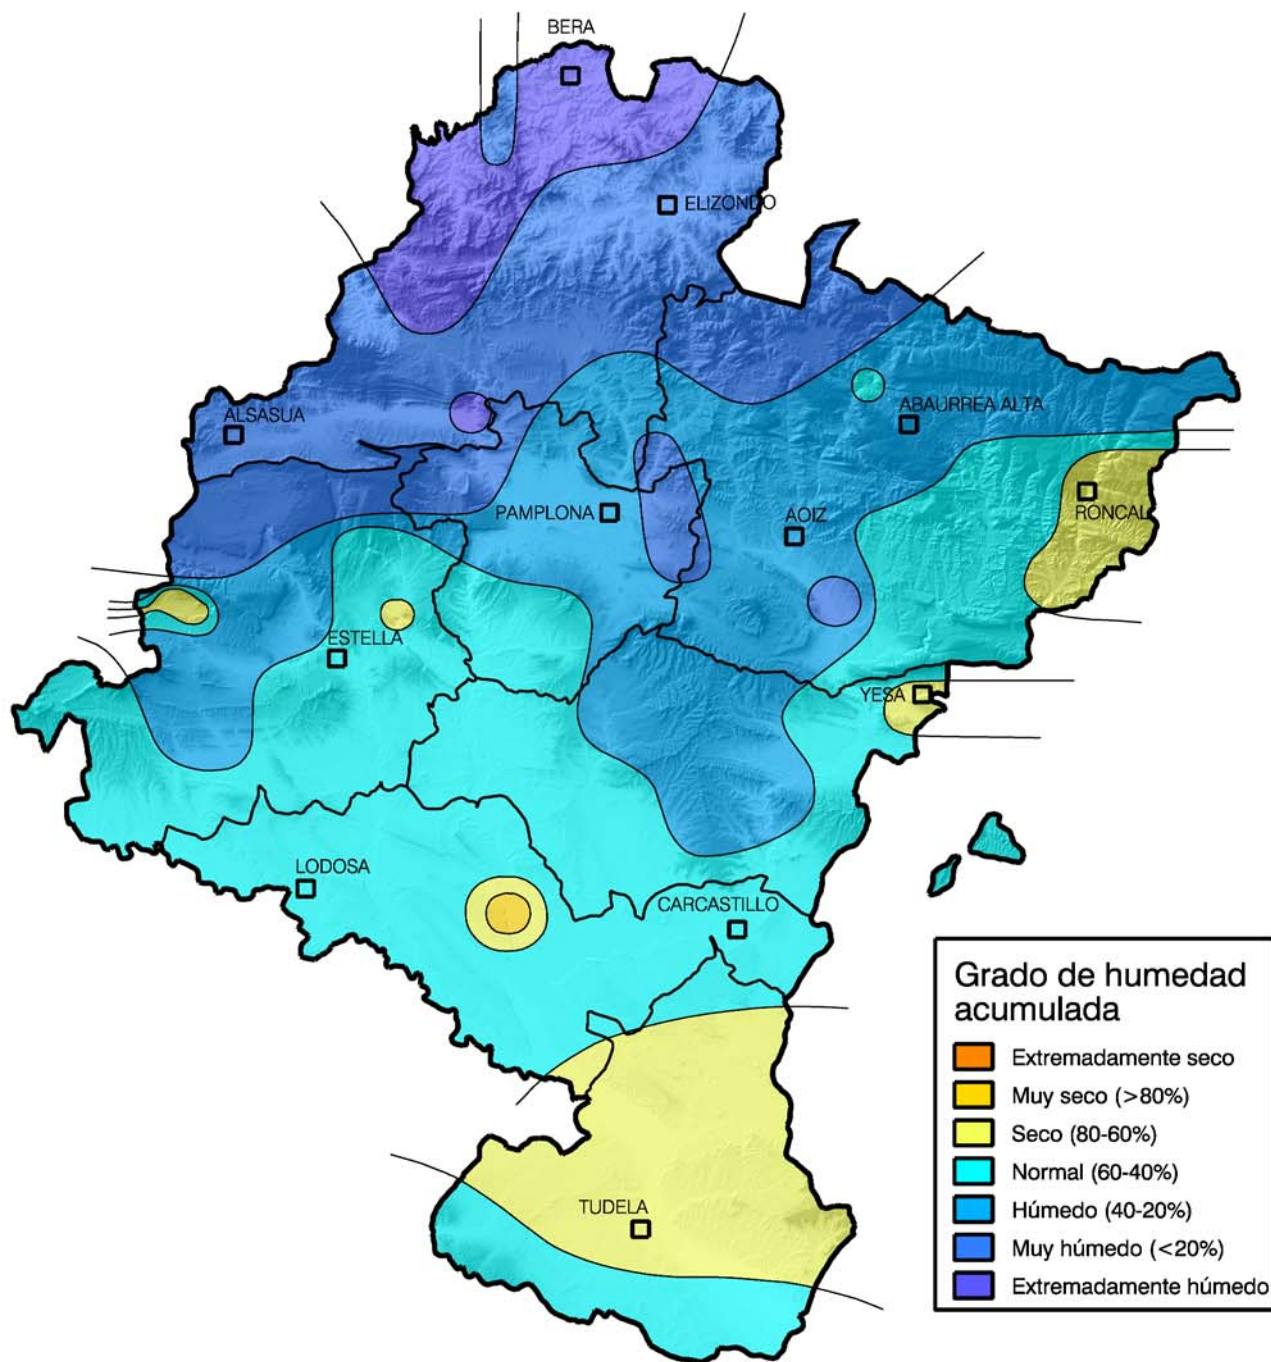 BERA
ELIZONDO
ALSASUA
ABAURREA ALTA
PAMPLONA
AOIZ
RONCAL
ESTELLA
YESA
LODOSA
CARCASTILLO
TUDELA
Grado de humedad
acumulada
Extremadamente seco
Muy seco (>80%)
Seco (80-60%)
Normal (60-40%)
Húmedo (40-20%)
Muy húmedo (<20%)
Extremadamente húmedo